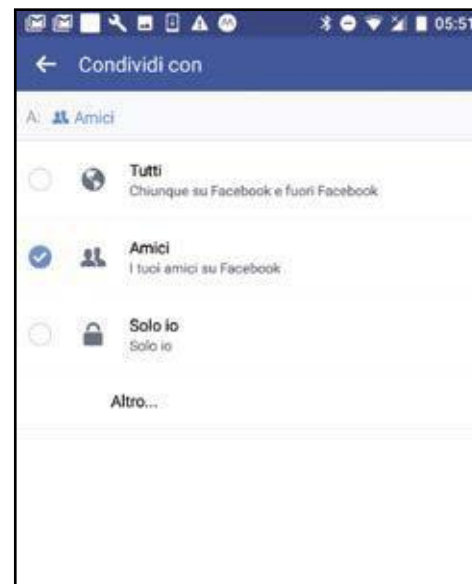 05:51
Condividi con
A: Amici
Tutti
Chiunque su Facebook e fuori Facebook
Amici
I tuoi amici su Facebook
Solo io
Solo io
Altro...